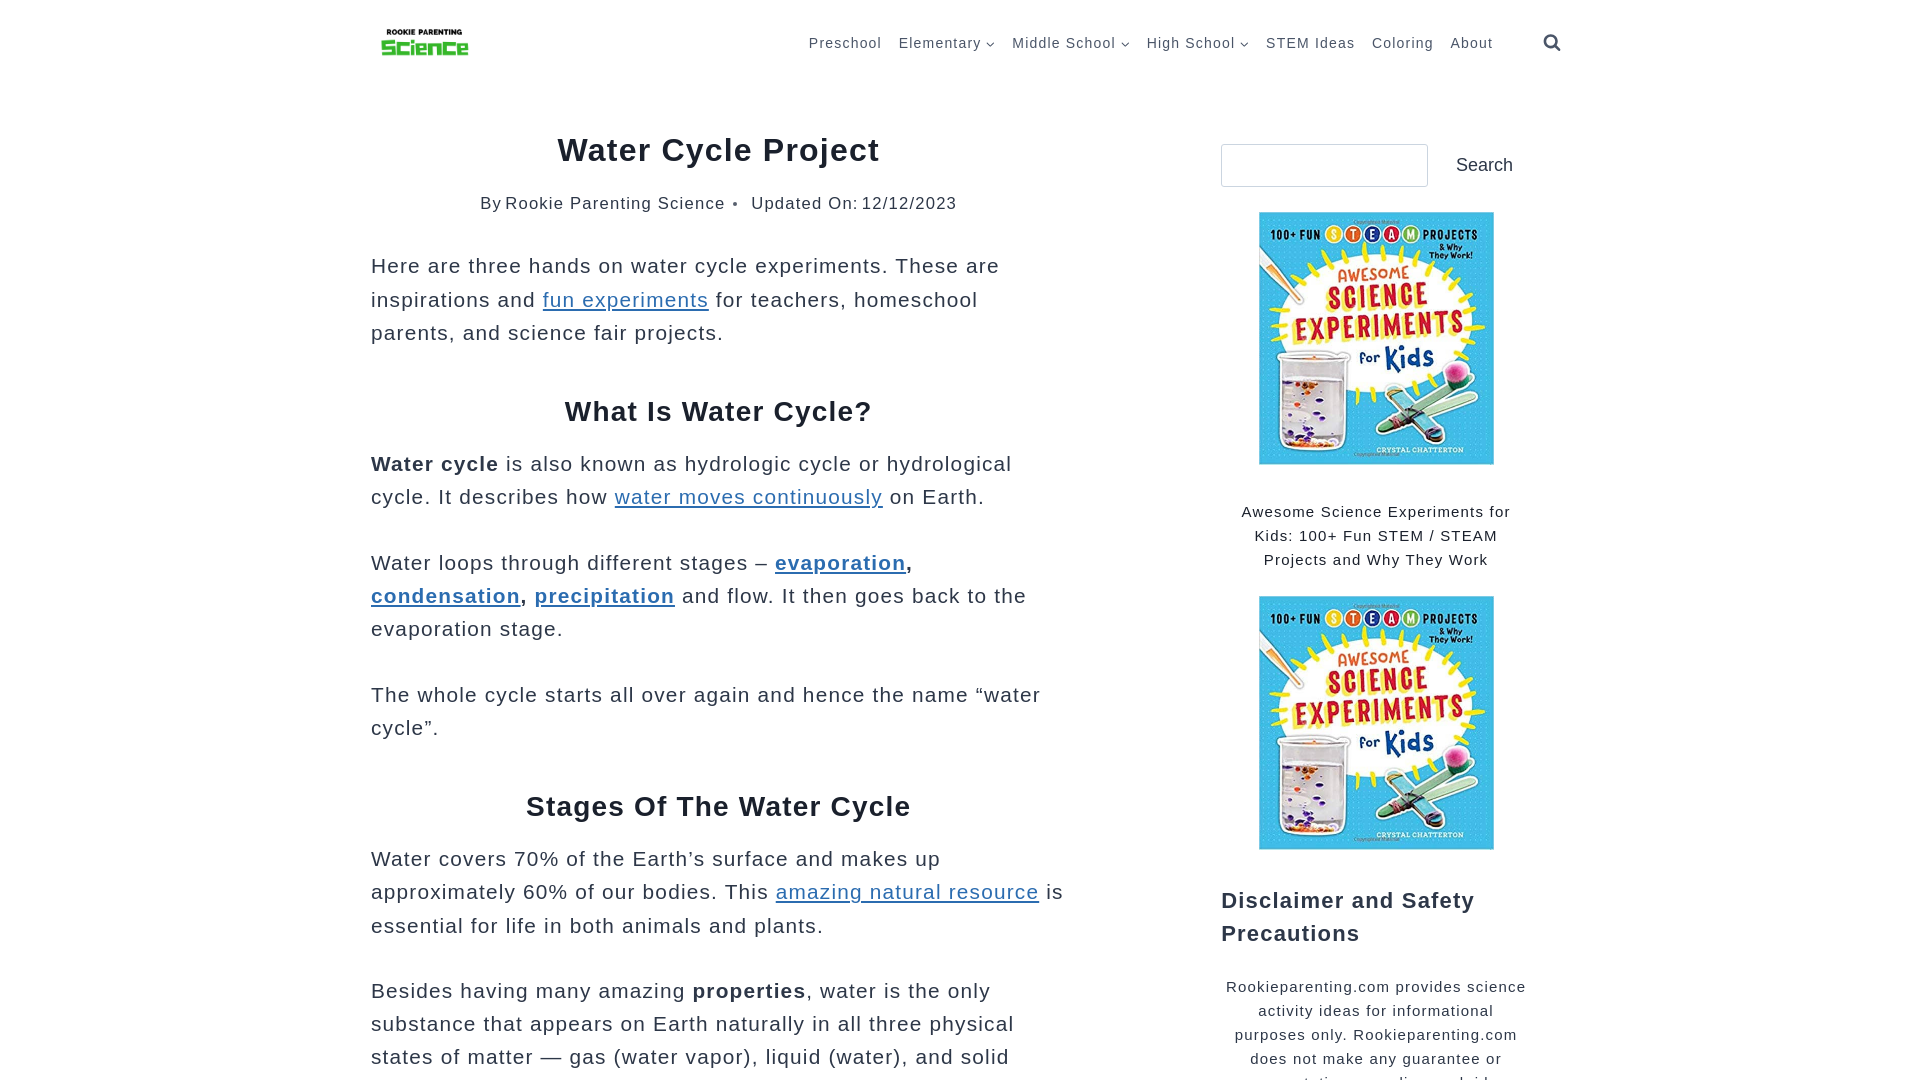 ROOKIE PARENTING
Science
Preschool Elementary Middle School High School STEM Ideas Coloring About
Water Cycle Project
By Rookie Parenting Science • Updated On: 12/12/2023
Here are three hands on water cycle experiments. These are
inspirations and fun experiments for teachers, homeschool
parents, and science fair projects.
What Is Water Cycle?
Water cycle is also known as hydrologic cycle or hydrological
cycle. It describes how water moves continuously on Earth.
Water loops through different stages – evaporation,
condensation, precipitation and flow. It then goes back to the
evaporation stage.
The whole cycle starts all over again and hence the name “water
cycle”.
Stages Of The Water Cycle
Water covers 70% of the Earth’s surface and makes up
approximately 60% of our bodies. This amazing natural resource is
essential for life in both animals and plants.
Besides having many amazing properties, water is the only
substance that appears on Earth naturally in all three physical
states of matter — gas (water vapor), liquid (water), and solid
Search
100+ FUN STEAM PROJECTS
& Why
They Work!
AWESOME
SCIENCE
EXPERIMENTS
for Kids
CRYSTAL CHATTERTON
Awesome Science Experiments for
Kids: 100+ Fun STEM / STEAM
Projects and Why They Work
100+ FUN STEAM PROJECTS
& Why
They Work!
AWESOME
SCIENCE
EXPERIMENTS
for Kids
CRYSTAL CHATTERTON
Disclaimer and Safety
Precautions
Rookieparenting.com provides science
activity ideas for informational
purposes only. Rookieparenting.com
does not make any guarantee or